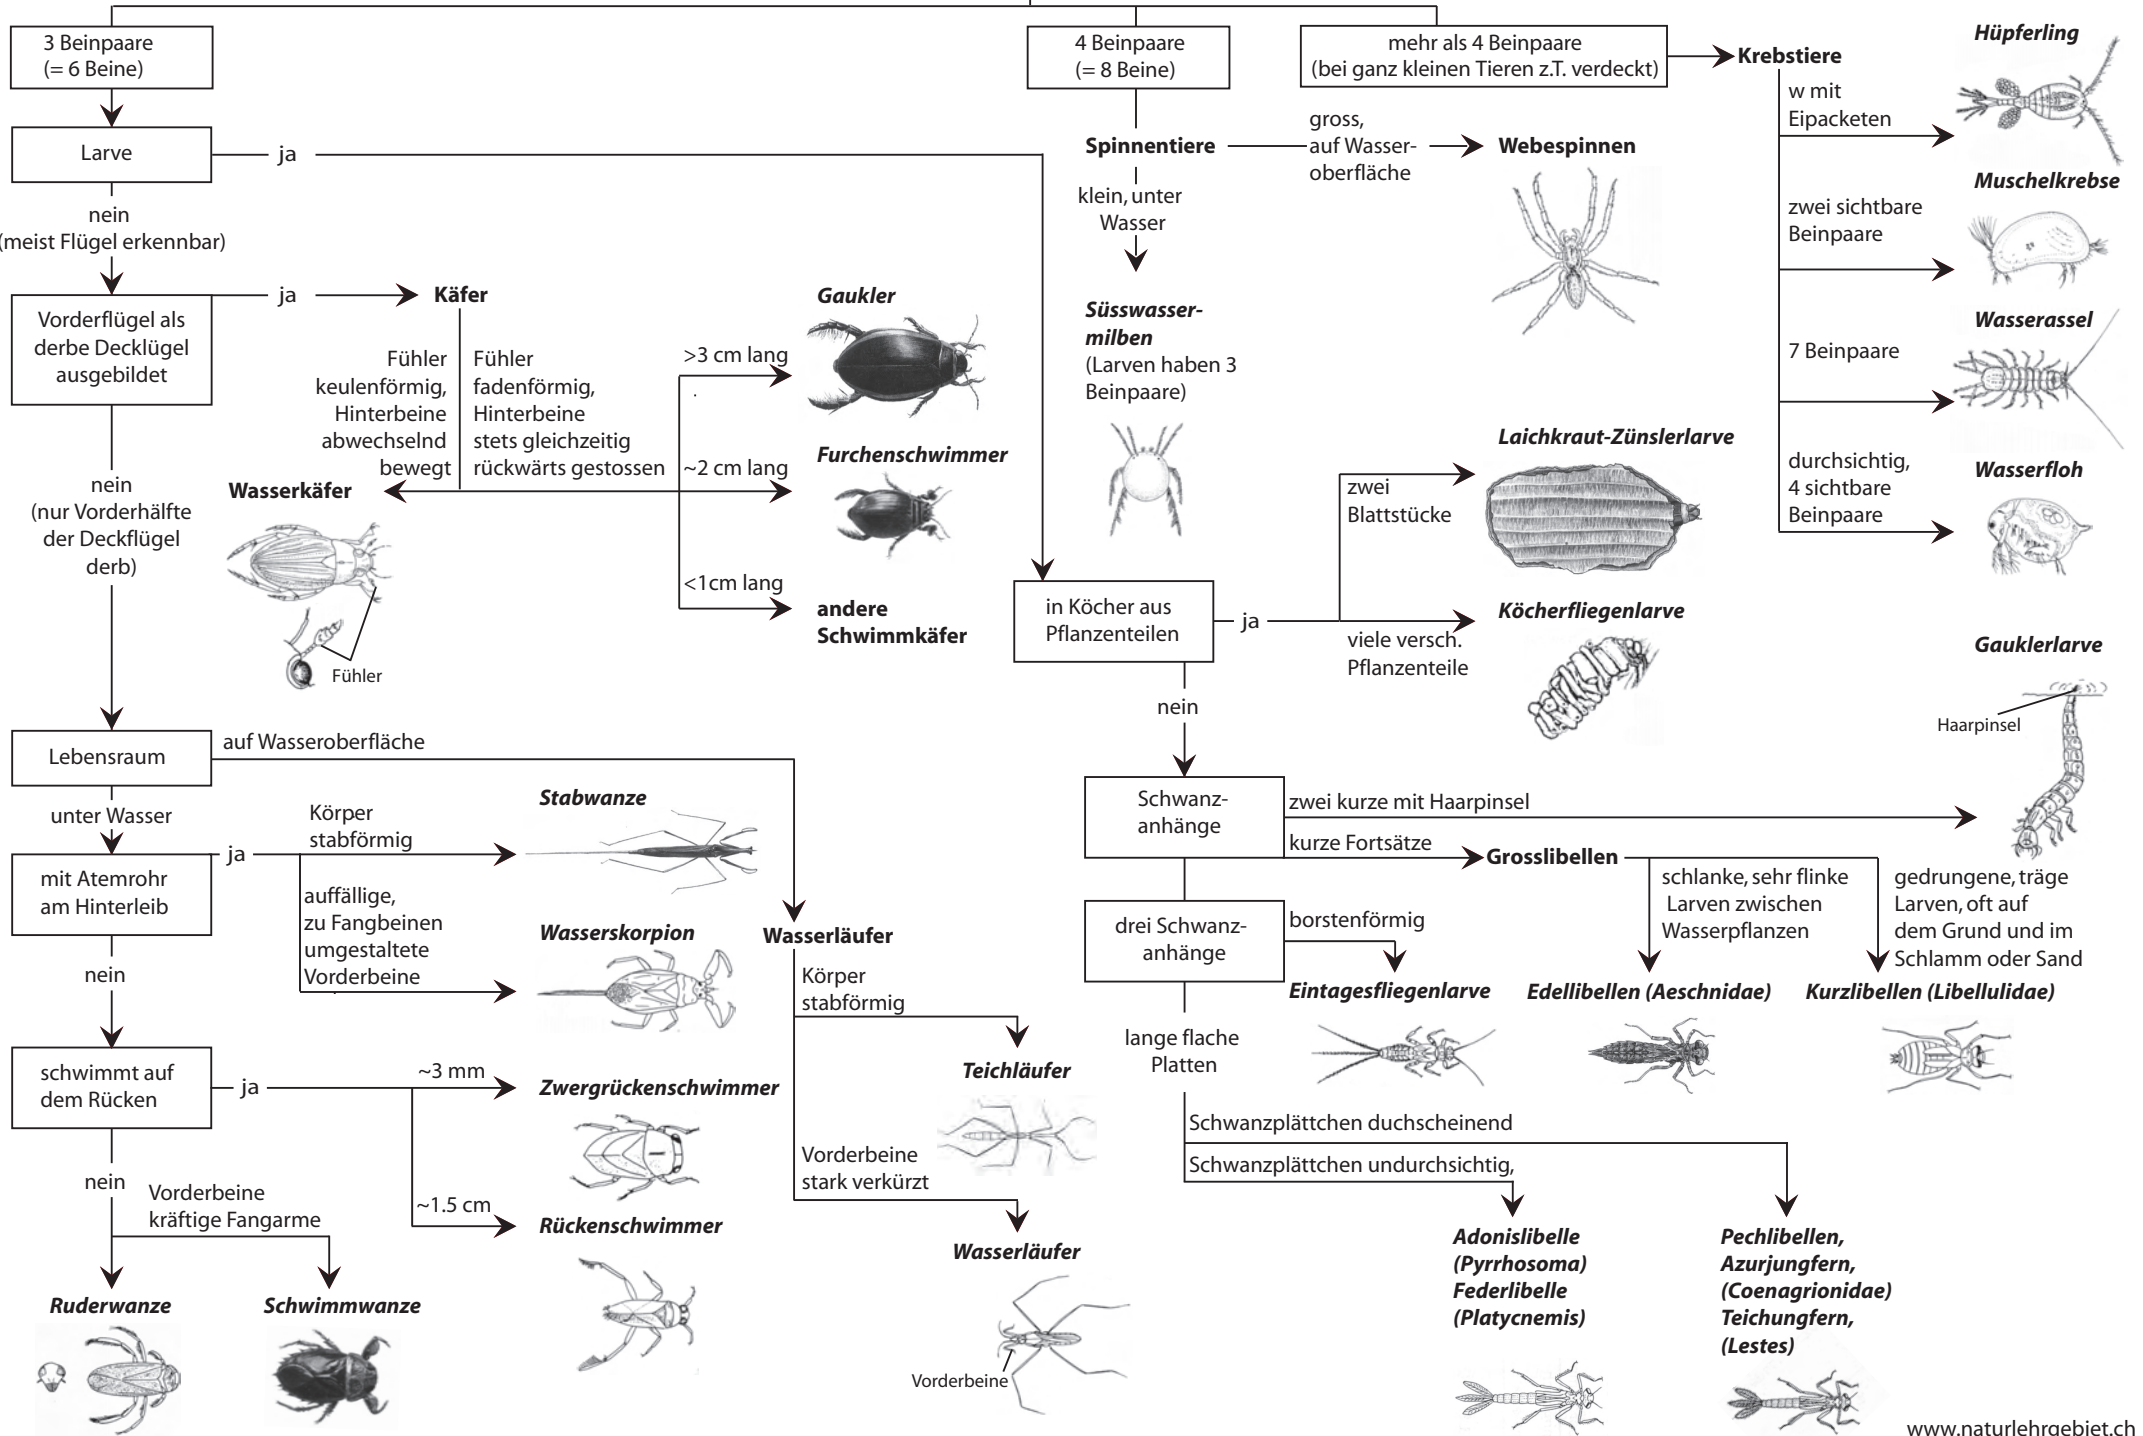 3 Beinpaare
(= 6 Beine)
4 Beinpaare
(= 8 Beine)
mehr als 4 Beinpaare
(bei ganz kleinen Tieren z.T. verdeckt)
Krebstiere
Hüpferling
w mit
Eipacketen
Larve
ja
Spinnentiere
gross,
auf Wasser-
oberfläche
Webespinnen
Muschelkrebse
zwei sichtbare
Beinpaare
klein, unter
Wasser
nein
(meist Flügel erkennbar)
Vorderflügel als
derbe Decklügel
ausgebildet
ja
Käfer
Fühler
keulenförmig,
Hinterbeine
abwechselnd
bewegt
Fühler
fadenförmig,
Hinterbeine
stets gleichzeitig
rückwärts gestossen
Gaukler
>3 cm lang
Furchenschwimmer
~2 cm lang
<1cm lang
andere
Schwimmkäfer
Wasserkäfer
Fühler
Süsswasser-
milben
(Larven haben 3
Beinpaare)
Wasserassel
7 Beinpaare
Wasserfloh
durchsichtig,
4 sichtbare
Beinpaare
nein
(nur Vorderhälfte
der Deckflügel
derb)
in Köcher aus
Pflanzenteilen
ja
zwei
Blattstücke
Laichkraut-Zünslerlarve
viele versch.
Pflanzenteile
Köcherfliegenlarve
Gauklerlarve
Haarpinsel
nein
Lebensraum
auf Wasseroberfläche
unter Wasser
mit Atemrohr
am Hinterleib
ja
Körper
stabförmig
Stabwanze
auffällige,
zu Fangbeinen
umgestaltete
Vorderbeine
Wasserskorpion
Wasserläufer
Körper
stabförmig
Teichläufer
Vorderbeine
stark verkürzt
Wasserläufer
Vorderbeine
nein
schwimmt auf
dem Rücken
ja
~3 mm
Zwergrückenschwimmer
~1.5 cm
Rückenschwimmer
nein
Vorderbeine
kräftige Fangarme
Ruderwanze
Schwimmwanze
Schwanz-
anhänge
zwei kurze mit Haarpinsel
kurze Fortsätze
Grosslibellen
schlanke, sehr flinke
Larven zwischen
Wasserpflanzen
gedrungene, träge
Larven, oft auf
dem Grund und im
Schlamm oder Sand
drei Schwanz-
anhänge
borstenförmig
Eintagesfliegenlarve
Edellibellen (Aeschnidae)
Kurzlibellen (Libellulidae)
lange flache
Platten
Schwanzplättchen duchscheinend
Schwanzplättchen undurchsichtig,
Adonislibelle
(Pyrrhosoma)
Federlibelle
(Platycnemis)
Pechlibellen,
Azurjungfern,
(Coenagrionidae)
Teichungfern,
(Lestes)
www.naturlehrgebiet.ch